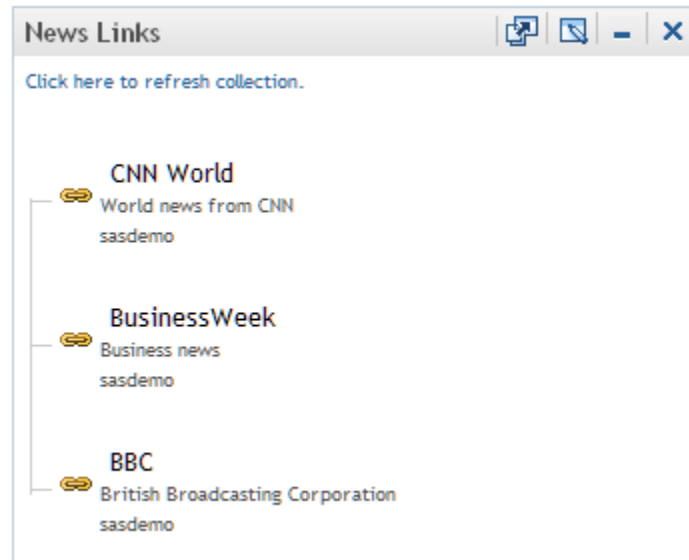 News Links
Click here to refresh collection.
CNN World
World news from CNN
sasdemo
BusinessWeek
Business news
sasdemo
BBC
British Broadcasting Corporation
sasdemo